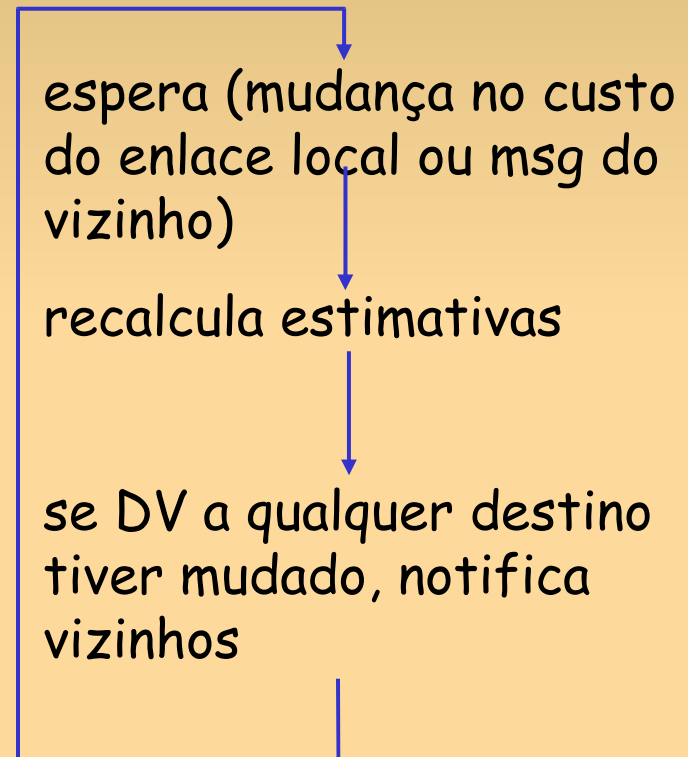 espera (mudança no custo
do enlace local ou msg do
vizinho)
recalcula estimativas
se DV a qualquer destino
tiver mudado, notifica
vizinhos